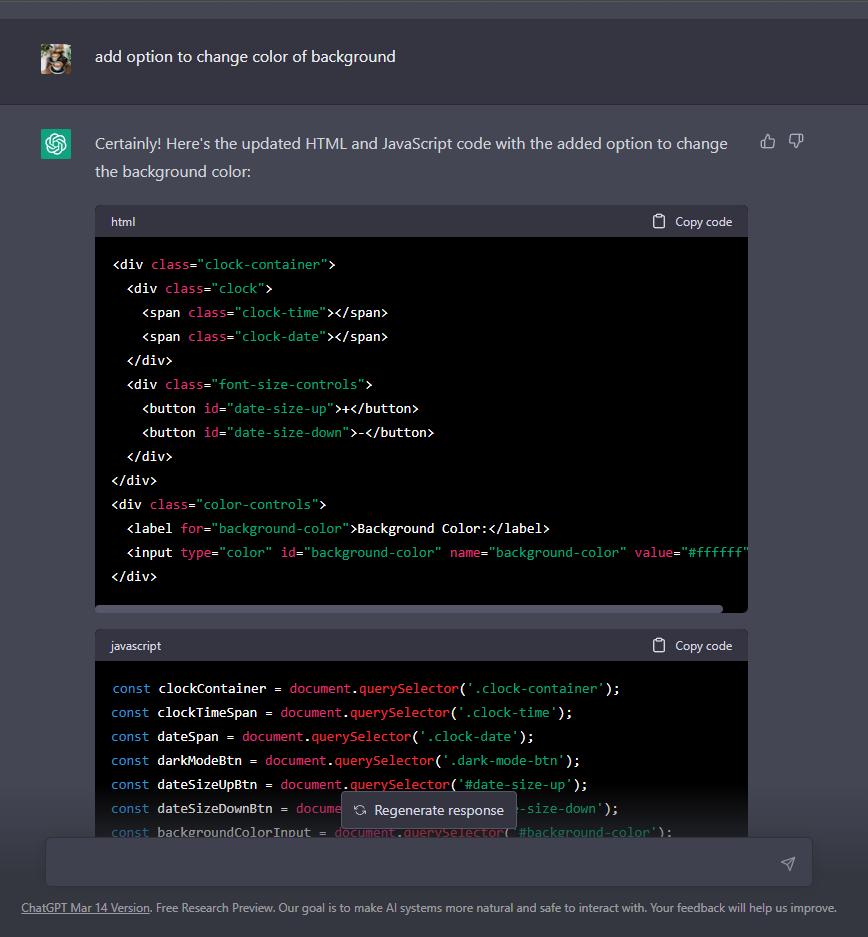 add option to change color of background
Certainly! Here's the updated HTML and JavaScript code with the added option to change
the background color:
html
Copy code
<div class="clock-container">
  <div class="clock">
    <span class="clock-time"></span>
    <span class="clock-date"></span>
  </div>
  <div class="font-size-controls">
    <button id="date-size-up">+</button>
    <button id="date-size-down">-</button>
  </div>
</div>
<div class="color-controls">
  <label for="background-color">Background Color:</label>
  <input type="color" id="background-color" name="background-color" value="#ffffff"
</div>
javascript
Copy code
const clockContainer = document.querySelector('.clock-container');
const clockTimeSpan = document.querySelector('.clock-time');
const dateSpan = document.querySelector('.clock-date');
const darkModeBtn = document.querySelector('.dark-mode-btn');
const dateSizeUpBtn = document.querySelector('#date-size-up');
const dateSizeDownBtn = docume -size-down');
Regenerate response
const backgroundColorInput = document.querySelector('#background-color');
ChatGPT Mar 14 Version. Free Research Preview. Our goal is to make AI systems more natural and safe to interact with. Your feedback will help us improve.